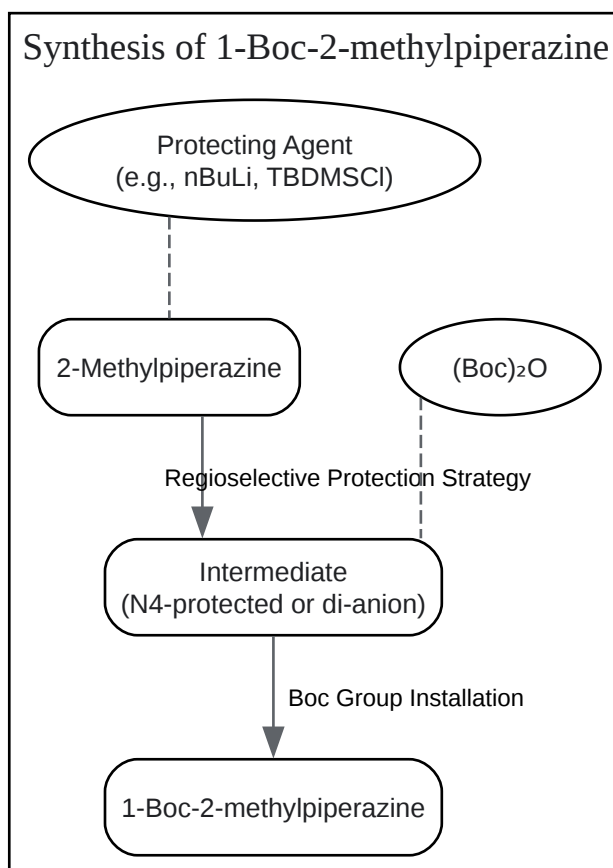 Synthesis of 1-Boc-2-methylpiperazine
Protecting Agent
(e.g., nBuLi, TBDMSCl)
2-Methylpiperazine
(Boc)₂O
Regioselective Protection Strategy
Intermediate
(N4-protected or di-anion)
Boc Group Installation
1-Boc-2-methylpiperazine